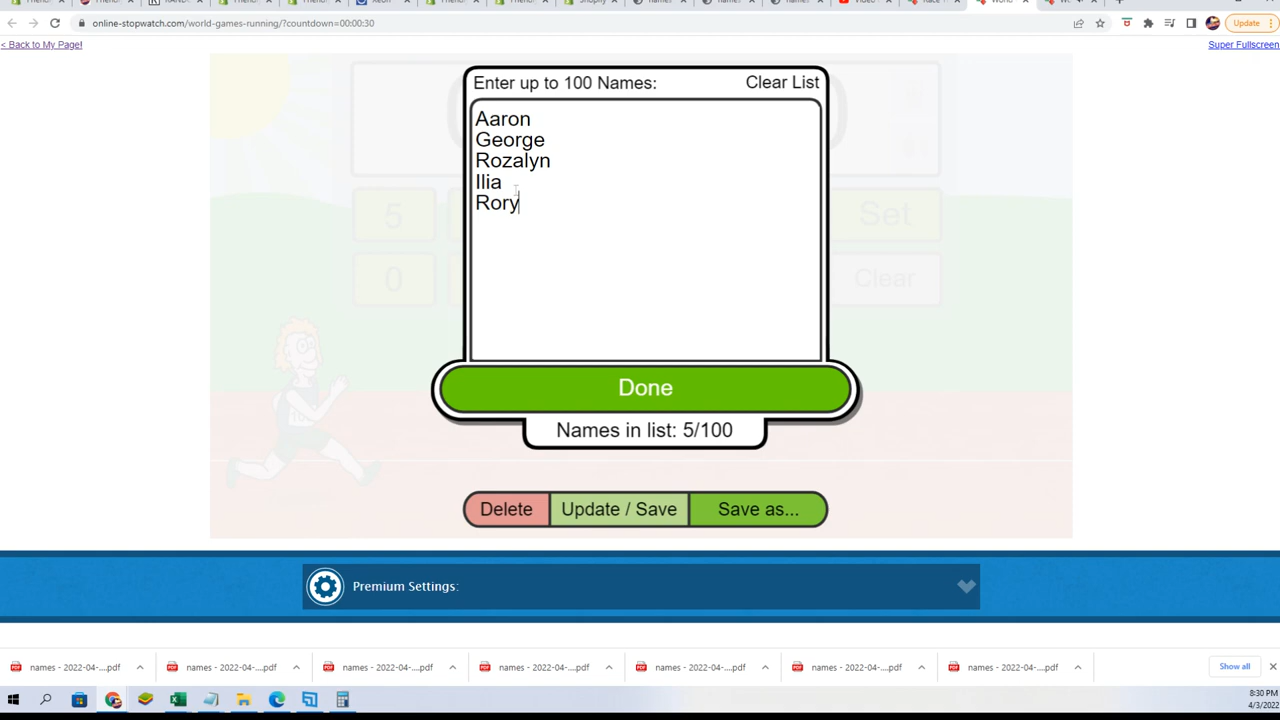 online-stopwatch.com/world-games-running/?countdown=00:00:30
Update
< Back to My Page!
Super Fullscreen
Enter up to 100 Names:
Clear List
Aaron
George
Rozalyn
Ilia
Rory
5
Set
0
Clear
Done
Names in list: 5/100
Delete
Update / Save
Save as...
Premium Settings:
names - 2022-04-....pdf
names - 2022-04-....pdf
names - 2022-04-....pdf
names - 2022-04-....pdf
names - 2022-04-....pdf
names - 2022-04-....pdf
names - 2022-04-....pdf
Show all
8:30 PM
4/3/2022